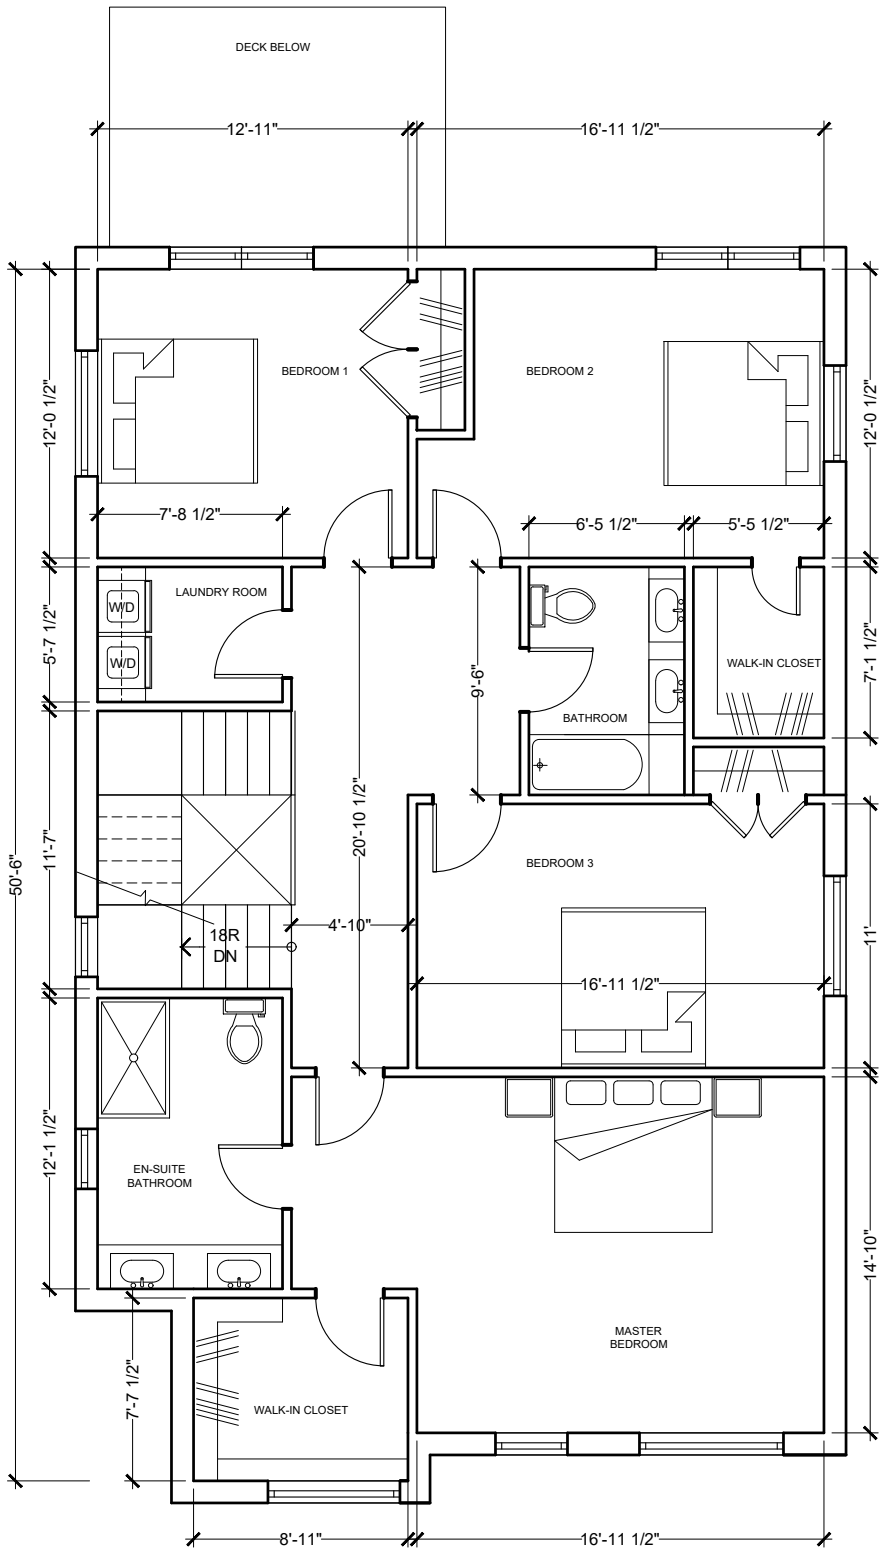 DECK BELOW
12'-11"
16'-11 1/2"
BEDROOM 1
BEDROOM 2
12'-0 1/2"
12'-0 1/2"
7'-8 1/2"
6'-5 1/2"
5'-5 1/2"
LAUNDRY ROOM
W/D
W/D
5'-7 1/2"
9'-6"
WALK-IN CLOSET
7'-1 1/2"
BATHROOM
20'-10 1/2"
50'-6"
11'-7"
BEDROOM 3
18R
DN
4'-10"
11'
16'-11 1/2"
12'-1 1/2"
EN-SUITE
BATHROOM
14'-10"
MASTER
BEDROOM
7'-7 1/2"
WALK-IN CLOSET
8'-11"
16'-11 1/2"